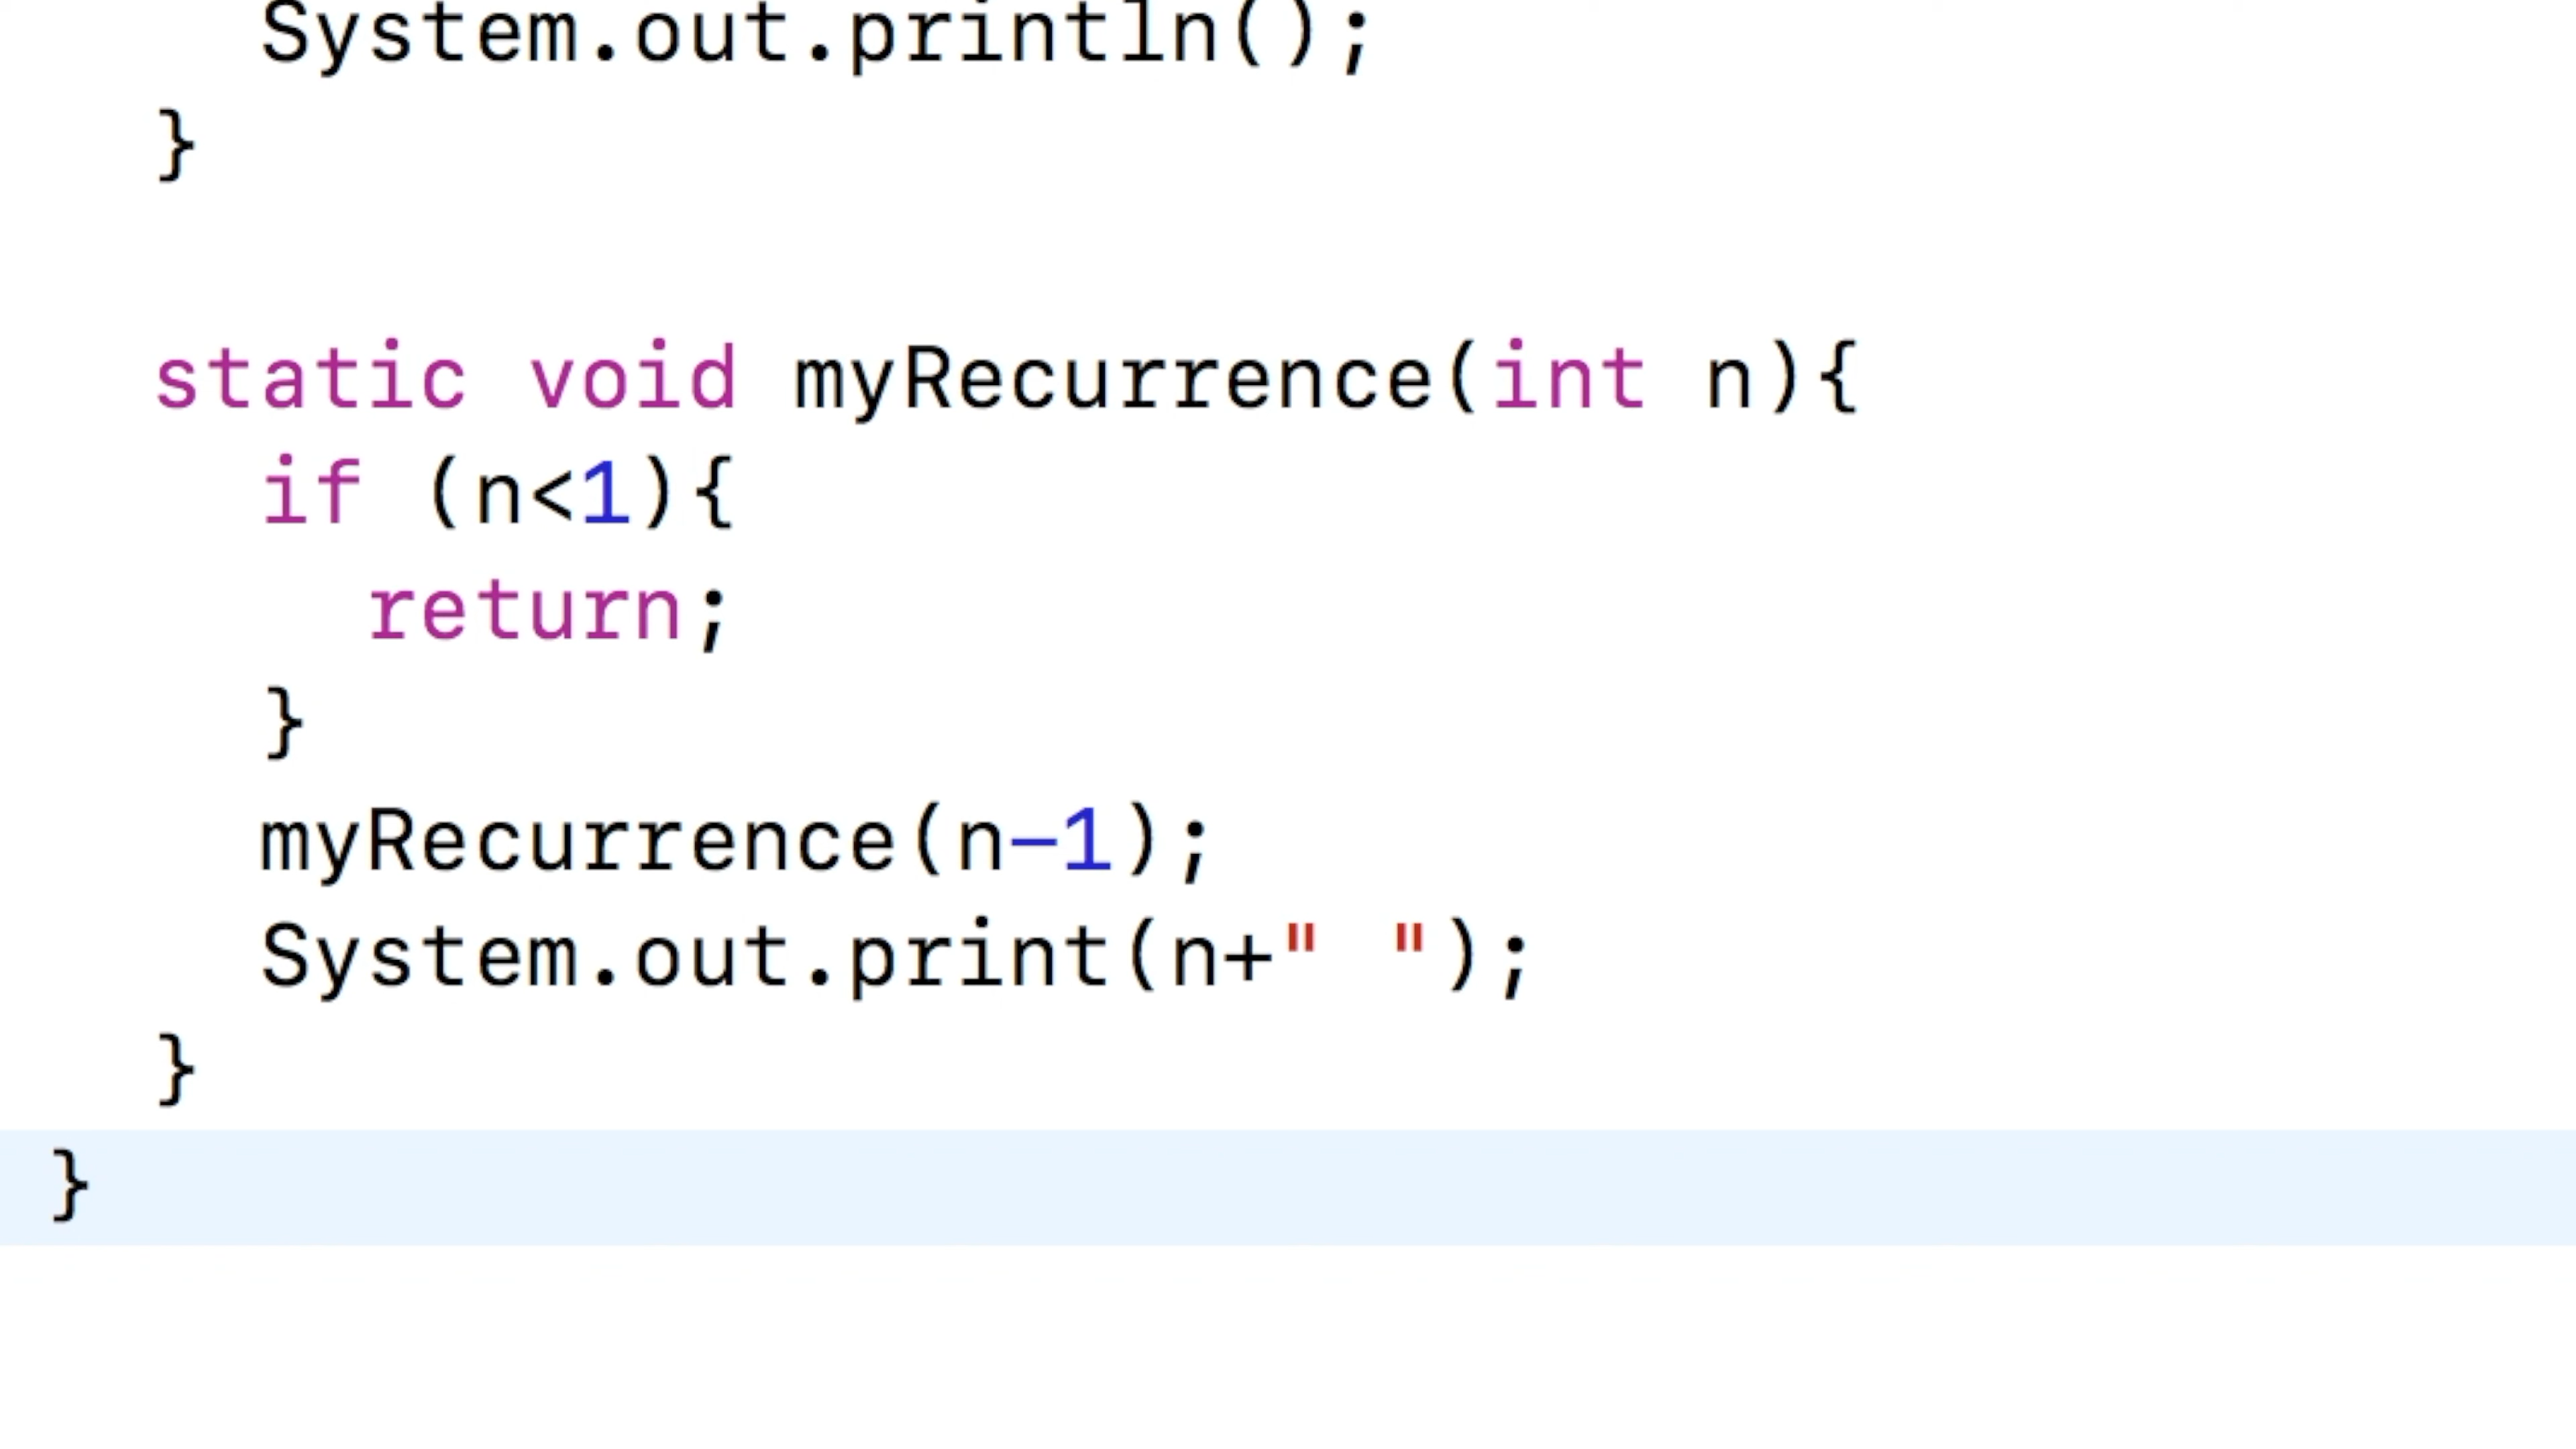 System.out.println();
}
static void myRecurrence(int n){
if (n<1){
return;
}
myRecurrence(n-1);
System.out.print(n+" ");
}
}